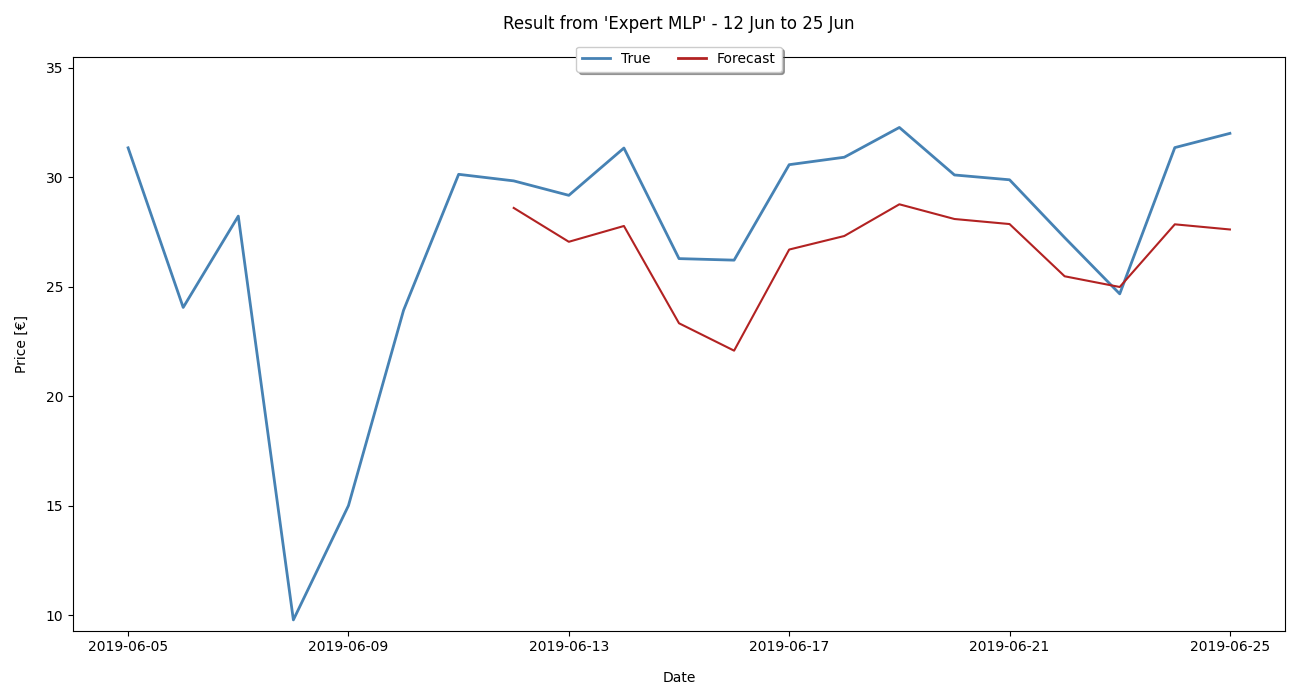 Result from 'Expert MLP' - 12 Jun to 25 Jun
True Forecast
35
30
25
20
15
10
Price [€]
2019-06-05 2019-06-09 2019-06-13 2019-06-17 2019-06-21 2019-06-25
Date